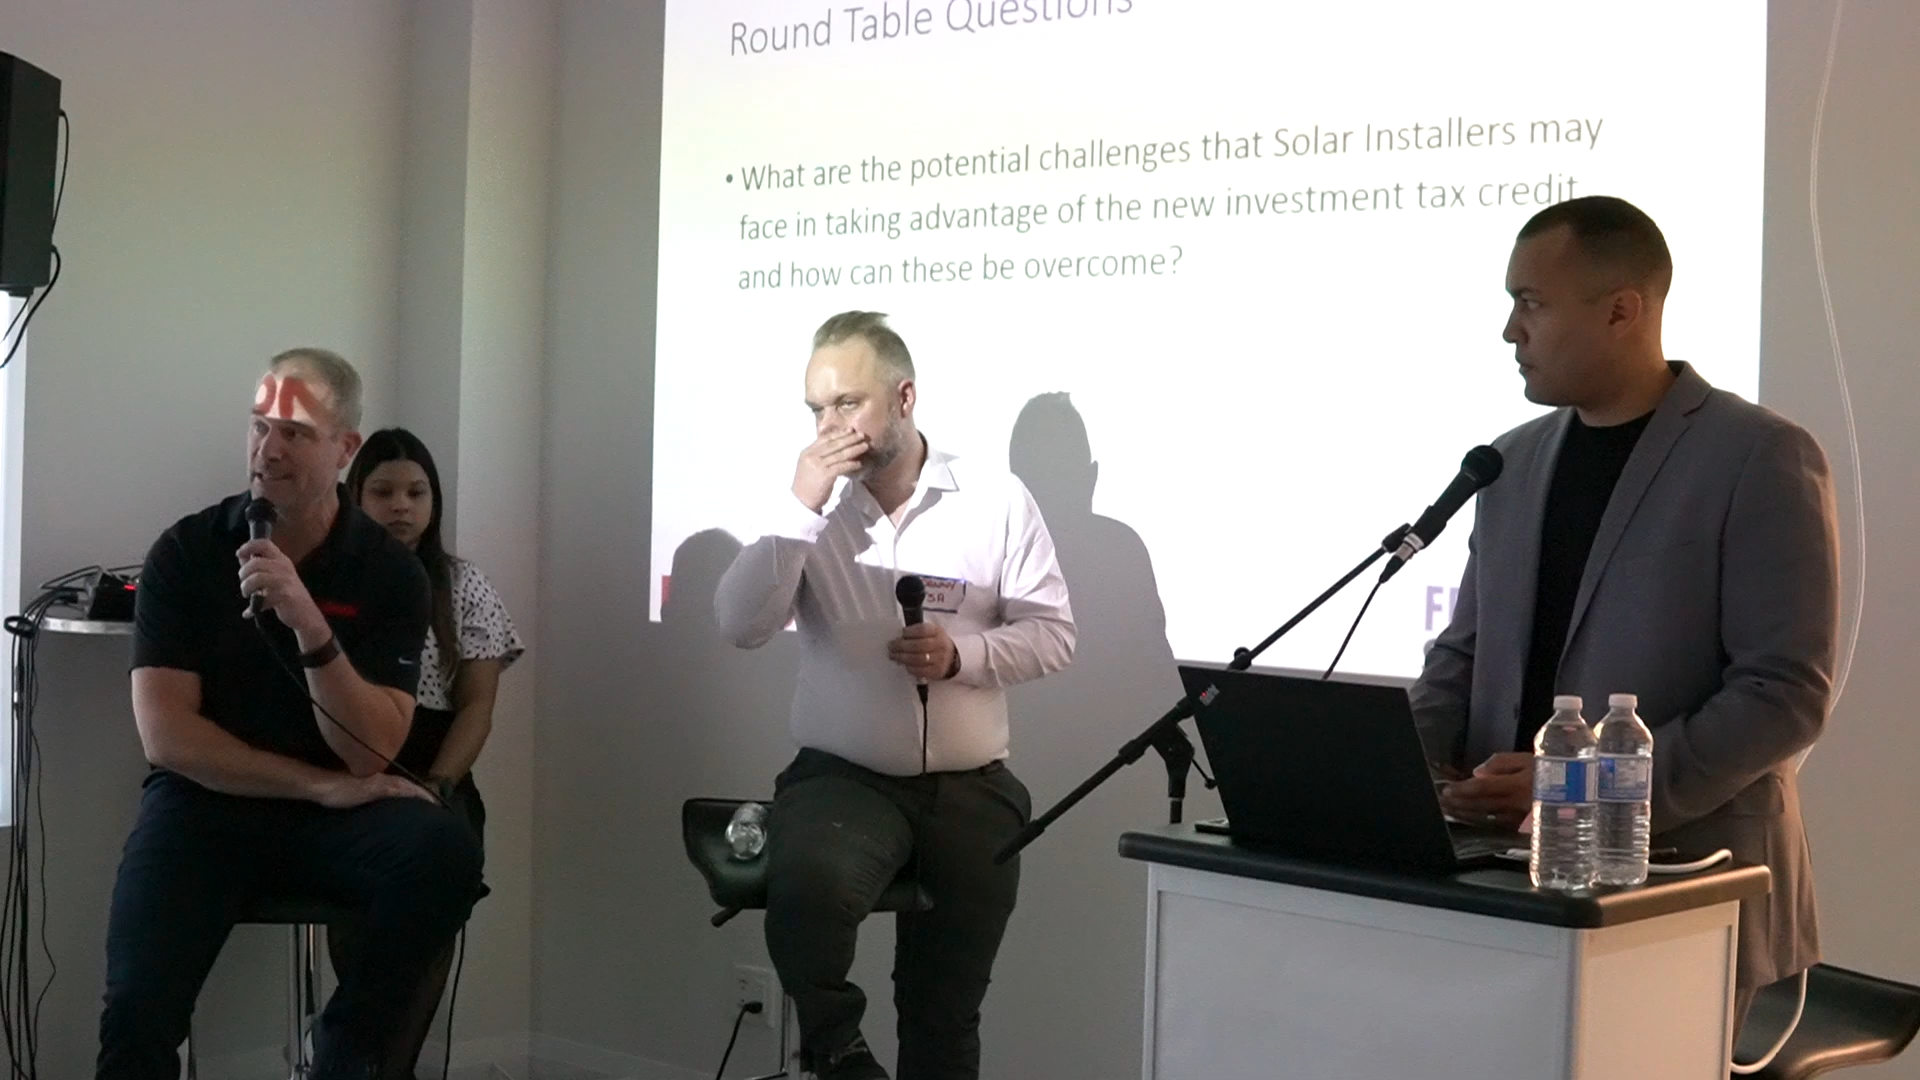 Round Table Questions
• What are the potential challenges that Solar Installers may
face in taking advantage of the new investment tax credit
and how can these be overcome?